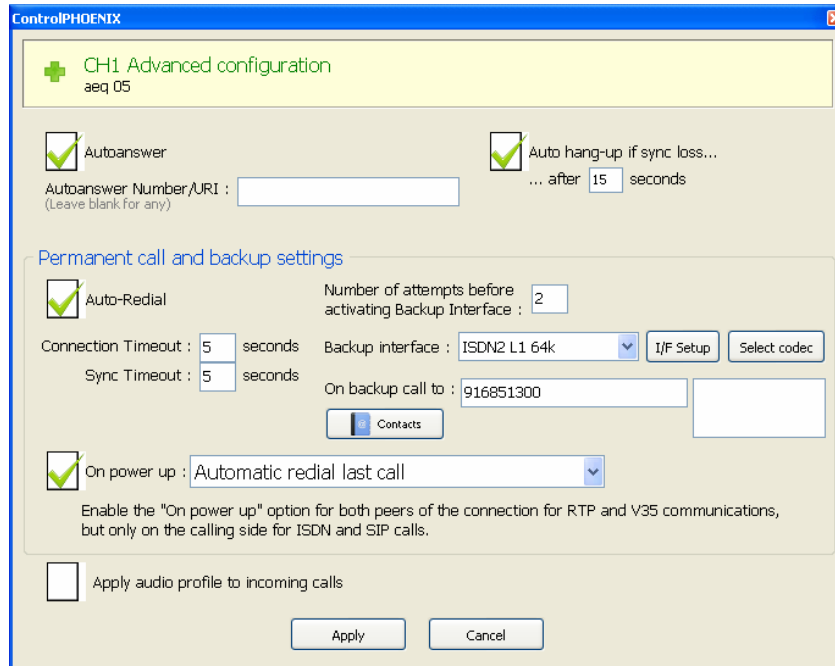 ControlPHOENIX
CH1 Advanced configuration
aeq 05
Autoanswer
Auto hang-up if sync loss...
... after 15 seconds
Autoanswer Number/URI :
(Leave blank for any)
Permanent call and backup settings
Auto-Redial
Number of attempts before
activating Backup Interface : 2
Connection Timeout : 5 seconds
Backup interface : ISDN2 L1 64k I/F Setup Select codec
Sync Timeout : 5 seconds
On backup call to : 916851300
Contacts
On power up : Automatic redial last call
Enable the "On power up" option for both peers of the connection for RTP and V35 communications,
but only on the calling side for ISDN and SIP calls.
Apply audio profile to incoming calls
Apply Cancel